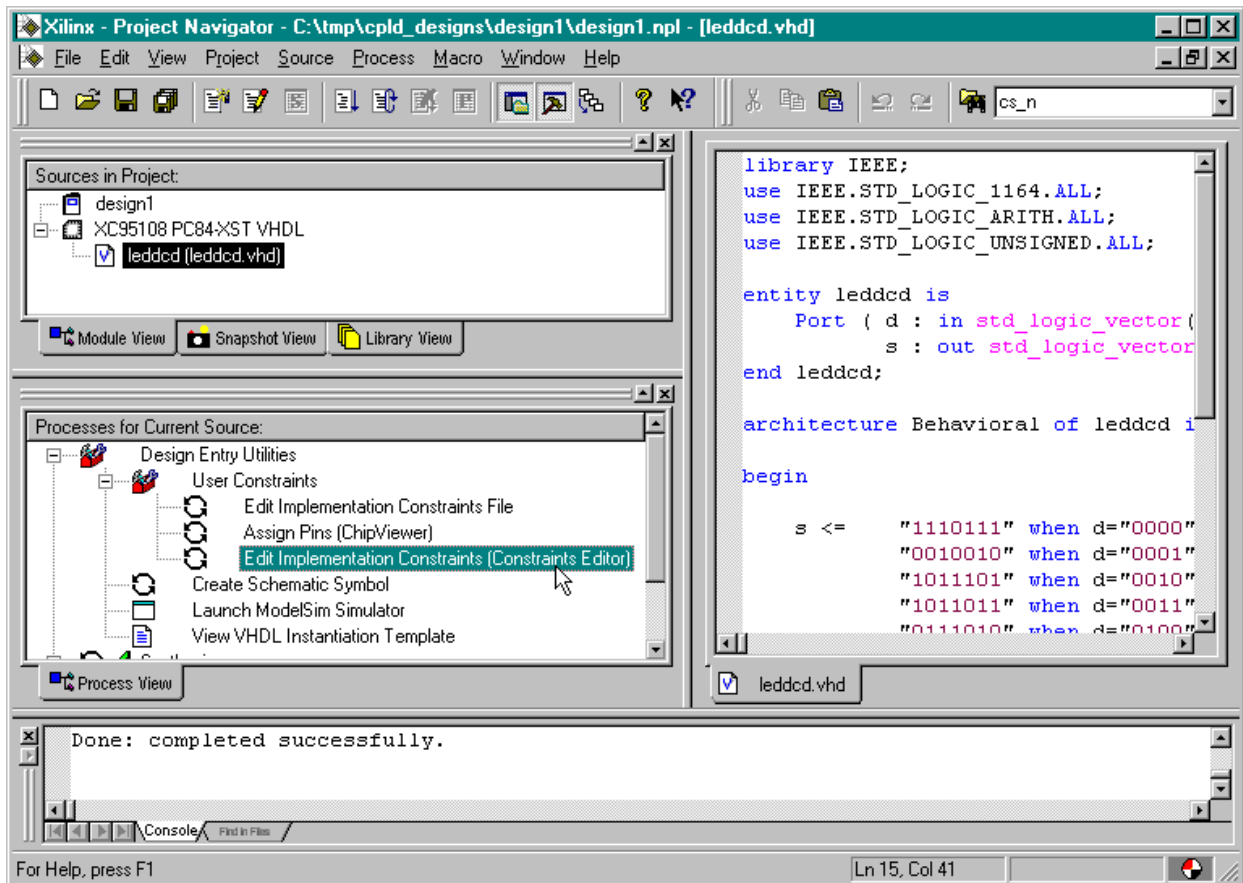 Xilinx - Project Navigator - C:\tmp\cpld_designs\design1\design1.npl - [leddcd.vhd]
File Edit View Project Source Process Macro Window Help
cs_n
Sources in Project:
design1
XC95108 PC84-XST VHDL
leddcd (leddcd.vhd)
Module View Snapshot View Library View
Processes for Current Source:
Design Entry Utilities
User Constraints
Edit Implementation Constraints File
Assign Pins (ChipViewer)
Edit Implementation Constraints (Constraints Editor)
Create Schematic Symbol
Launch ModelSim Simulator
View VHDL Instantiation Template
Process View
library IEEE;
use IEEE.STD_LOGIC_1164.ALL;
use IEEE.STD_LOGIC_ARITH.ALL;
use IEEE.STD_LOGIC_UNSIGNED.ALL;
entity leddcd is
Port ( d : in std_logic_vector(
s : out std_logic_vector
end leddcd;
architecture Behavioral of leddcd i
begin
s <= "1110111" when d="0000"
"0010010" when d="0001"
"1011101" when d="0010"
"1011011" when d="0011"
"0111010" when d="0100"
leddcd.vhd
Done: completed successfully.
Console Find in Files
For Help, press F1 Ln 15, Col 41